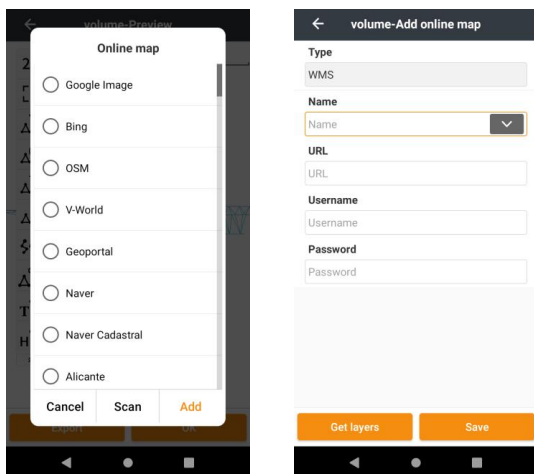 volume-Preview
Online map
2
Google Image
Bing
OSM
V-World
Geoportal
Naver
T
Naver Cadastral
H
Alicante
Cancel Scan Add
Export OK
volume-Add online map
Type
WMS
Name
Name
URL
URL
Username
Username
Password
Password
Get layers Save